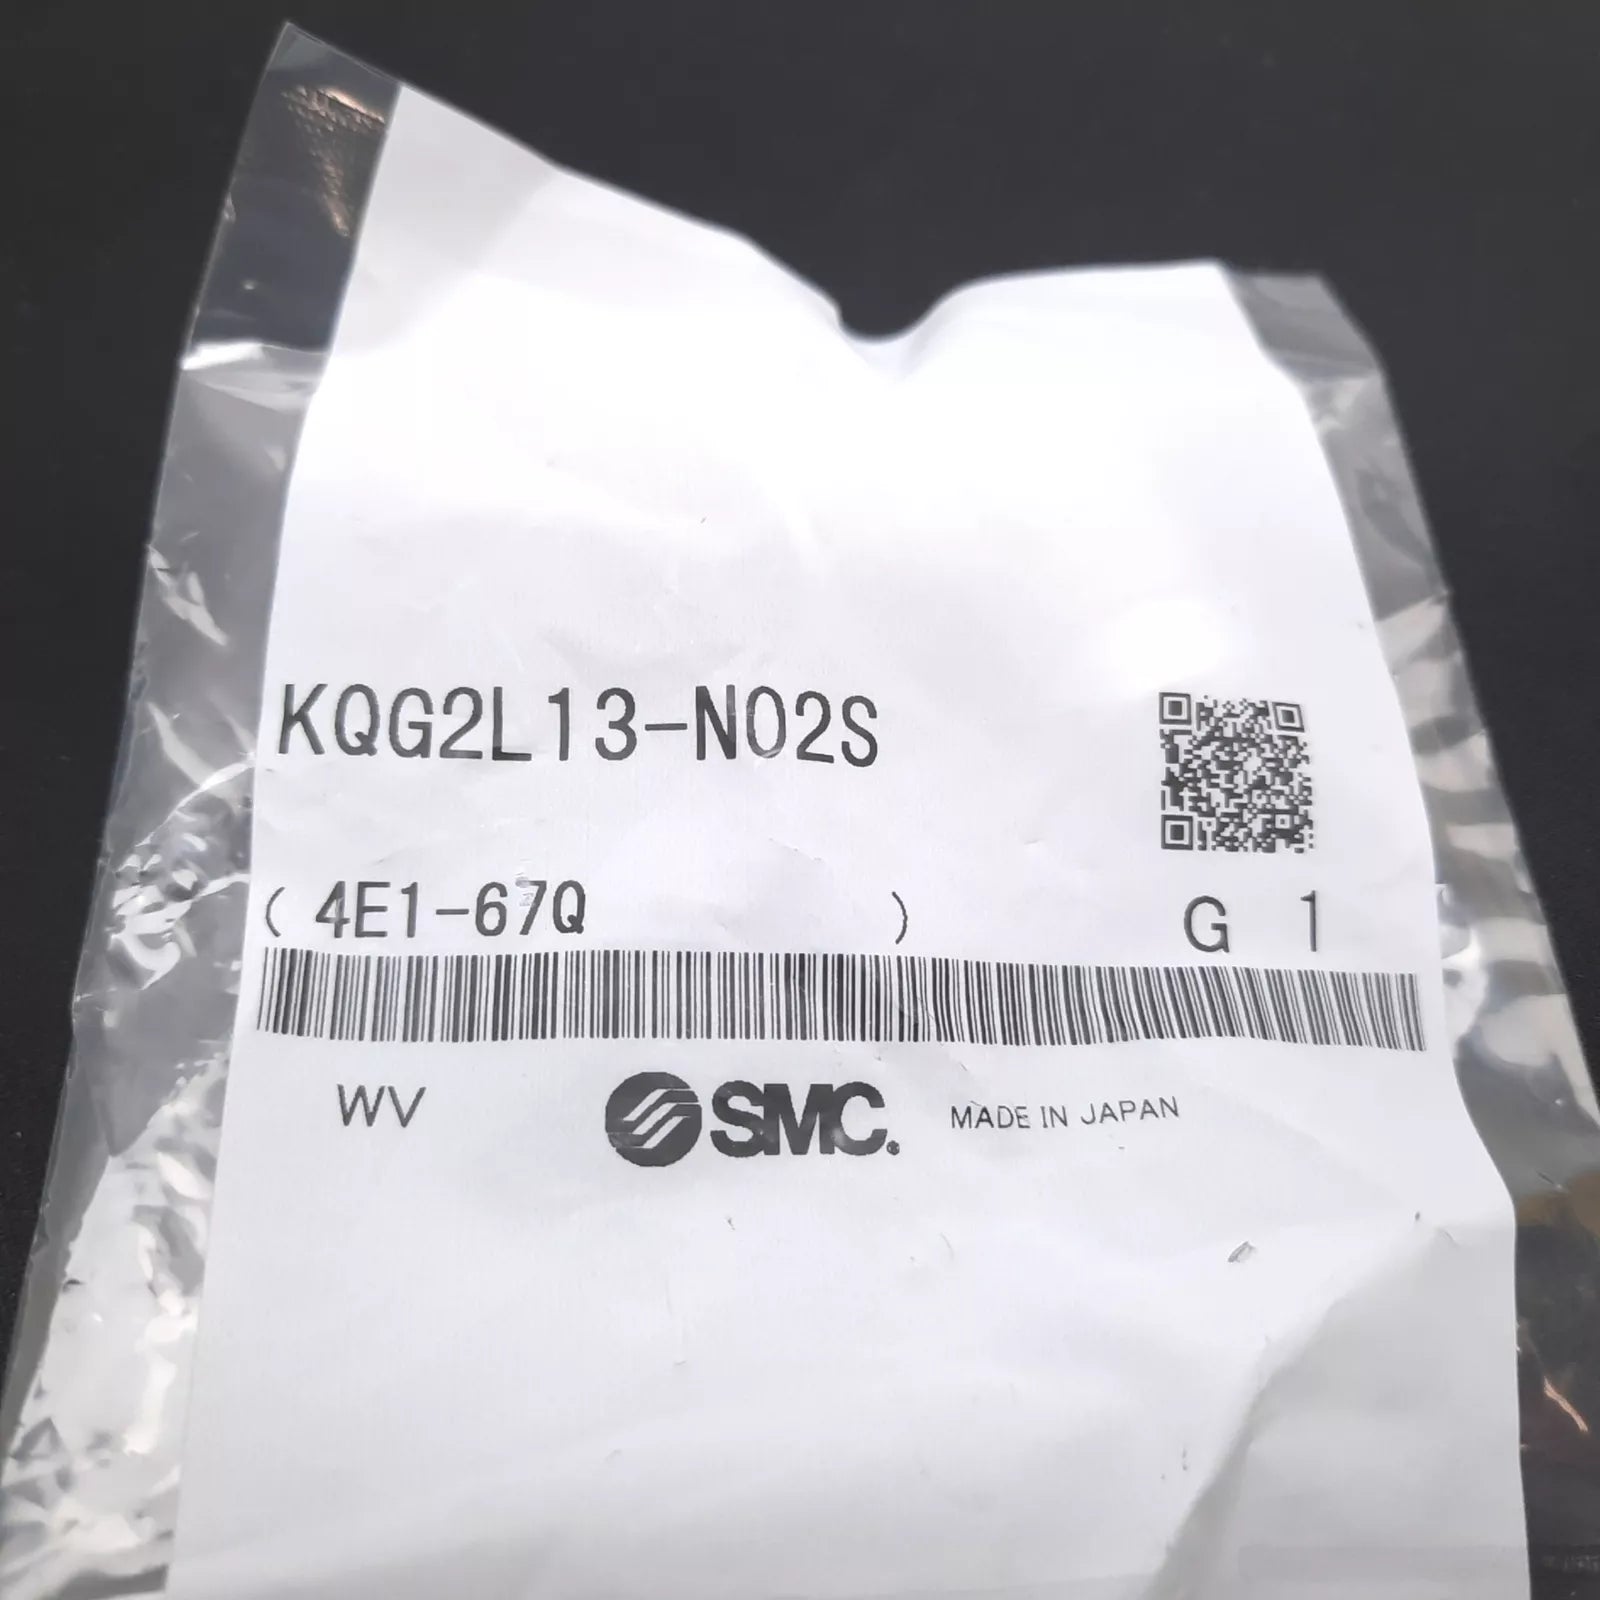 KQG2L13-N02S
( 4E1-67Q )
G 1
WV
SMC.
MADE IN JAPAN